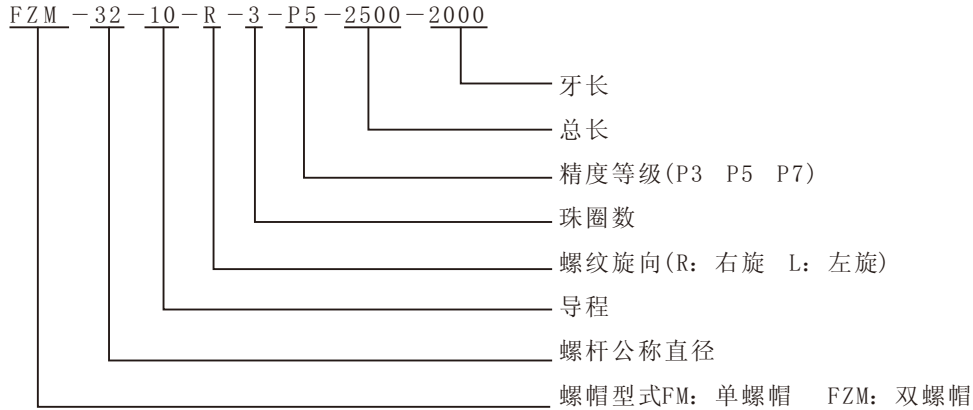 FZM-32-10-R-3-P5-2500-2000
牙长
总长
精度等级(P3 P5 P7)
珠圈数
螺纹旋向(R：右旋 L：左旋)
导程
螺杆公称直径
螺帽型式FM：单螺帽 FZM：双螺帽